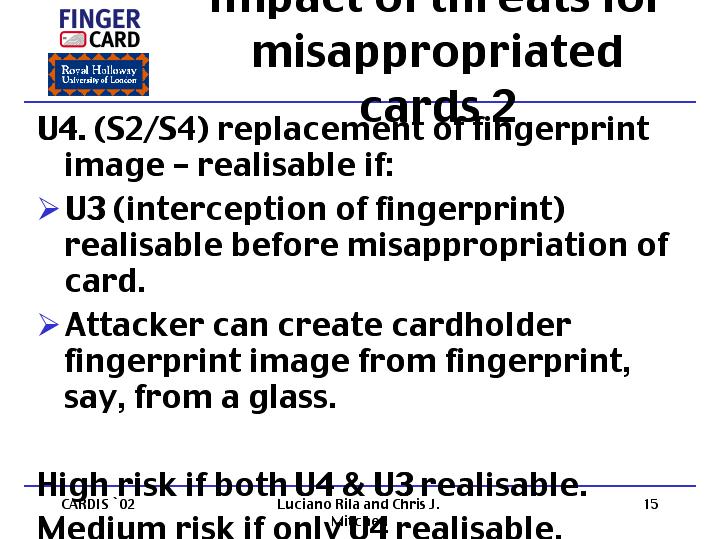 FINGER
CARD
Royal Holloway
University of London
Impact of threats for
misappropriated
cards 2
U4. (S2/S4) replacement of fingerprint
image – realisable if:
➢ U3 (interception of fingerprint)
realisable before misappropriation of
card.
➢ Attacker can create cardholder
fingerprint image from fingerprint,
say, from a glass.
High risk if both U4 & U3 realisable.
Medium risk if only U4 realisable.
CARDIS `02
Luciano Rila and Chris J.
Mitchell
15